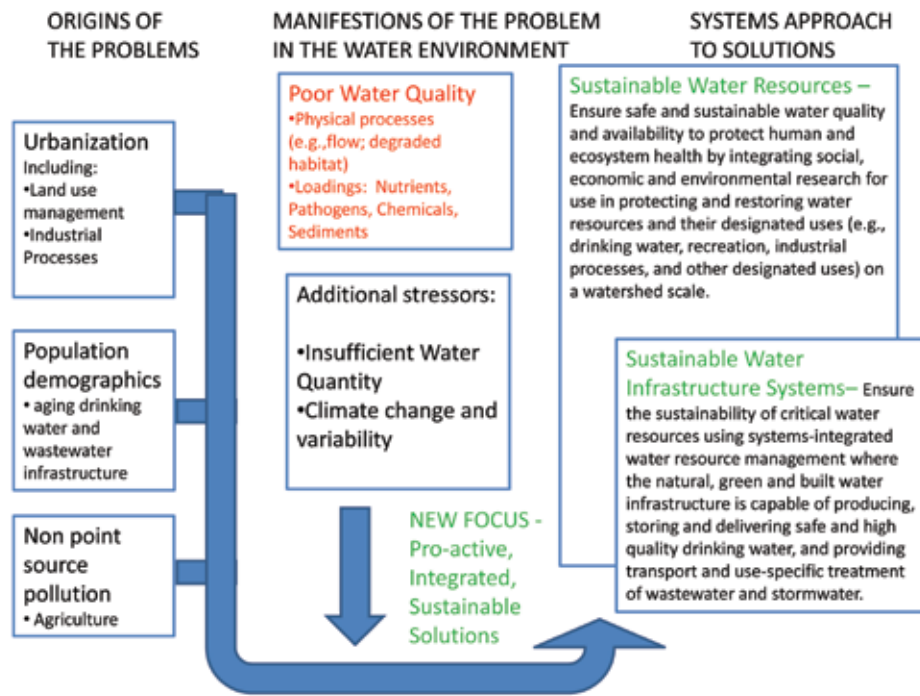 ORIGINS OF
THE PROBLEMS
MANIFESTIONS OF THE PROBLEM
IN THE WATER ENVIRONMENT
SYSTEMS APPROACH
TO SOLUTIONS
Urbanization
Including:
•Land use
management
•Industrial
Processes
Population
demographics
• aging drinking
water and
wastewater
infrastructure
Non point
source
pollution
• Agriculture
Poor Water Quality
•Physical processes
(e.g.,flow; degraded
habitat)
•Loadings: Nutrients,
Pathogens, Chemicals,
Sediments
Additional stressors:
•Insufficient Water
Quantity
•Climate change and
variability
NEW FOCUS -
Pro-active,
Integrated,
Sustainable
Solutions
Sustainable Water Resources –
Ensure safe and sustainable water quality
and availability to protect human and
ecosystem health by integrating social,
economic and environmental research for
use in protecting and restoring water
resources and their designated uses (e.g.,
drinking water, recreation, industrial
processes, and other designated uses) on
a watershed scale.
Sustainable Water
Infrastructure Systems– Ensure
the sustainability of critical water
resources using systems-integrated
water resource management where
the natural, green and built water
infrastructure is capable of producing,
storing and delivering safe and high
quality drinking water, and providing
transport and use-specific treatment
of wastewater and stormwater.